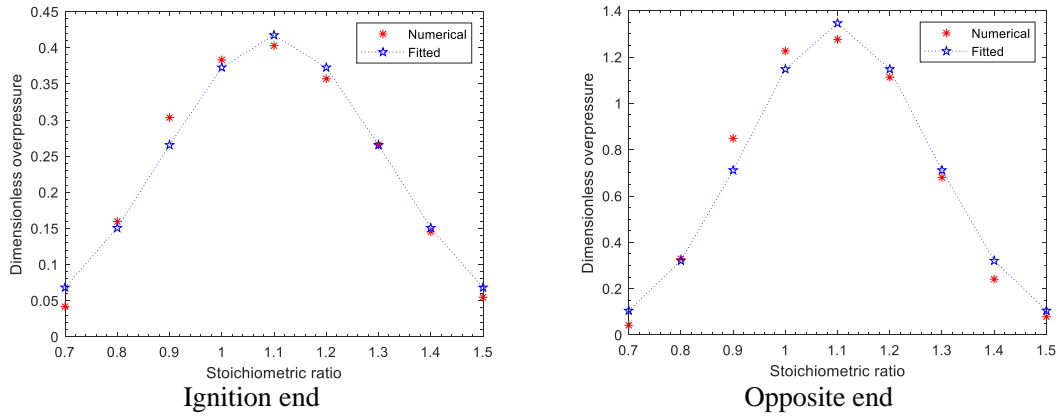 Dimensionless overpressure
0.45
0.4
0.35
0.3
0.25
0.2
0.15
0.1
0.05
0
0.7 0.8 0.9 1 1.1 1.2 1.3 1.4 1.5
Stoichiometric ratio
Numerical
Fitted
Ignition end
Dimensionless overpressure
1.4
1.2
1
0.8
0.6
0.4
0.2
0
0.7 0.8 0.9 1 1.1 1.2 1.3 1.4 1.5
Stoichiometric ratio
Numerical
Fitted
Opposite end